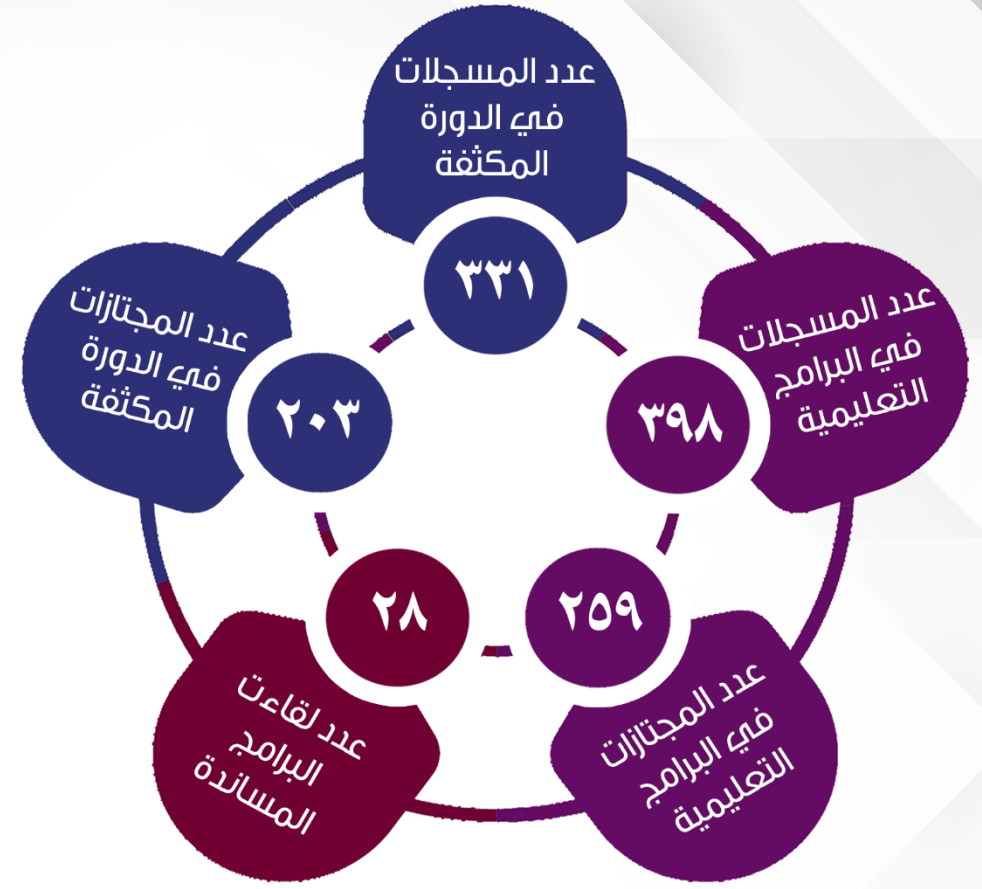 عدد المسجلات
في الدورة
المكثفة
٣٣١
عدد المسجلات
في البرامج
التعليمية
٣٩٨
عدد المجتازات
في البرامج
التعليمية
٢٥٩
عدد لقاءت
البرامج
المساندة
٢٨
عدد المجتازات
في الدورة
المكثفة
٢٠٣